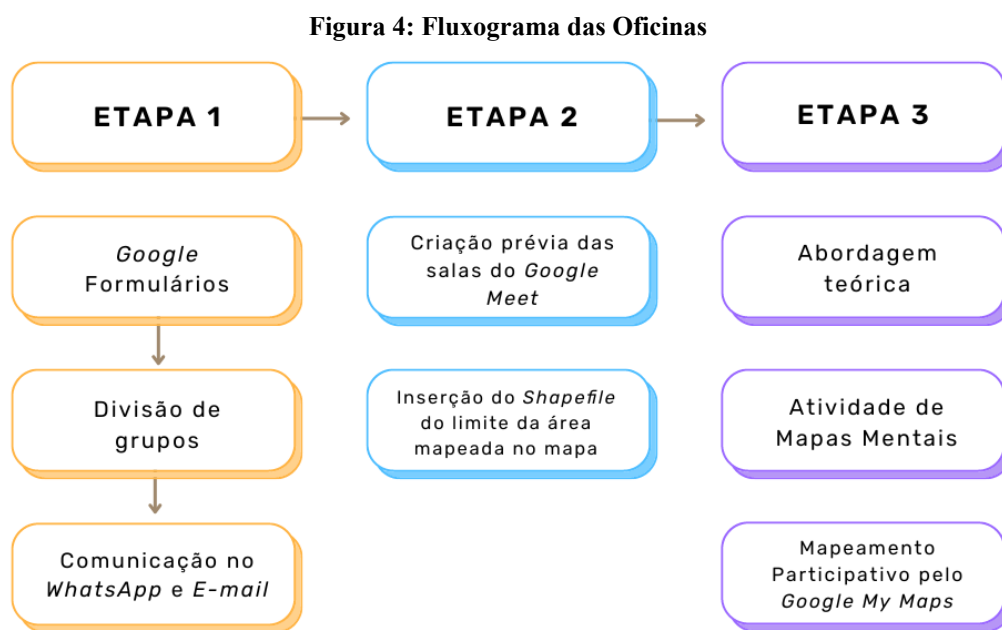 Figura 4: Fluxograma das Oficinas
ETAPA 1
ETAPA 2
ETAPA 3
Google
Formulários
Divisão de
grupos
Comunicação no
WhatsApp e E-mail
Criação prévia das
salas do Google
Meet
Inserção do Shapefile
do limite da área
mapeada no mapa
Abordagem
teórica
Atividade de
Mapas Mentais
Mapeamento
Participativo pelo
Google My Maps